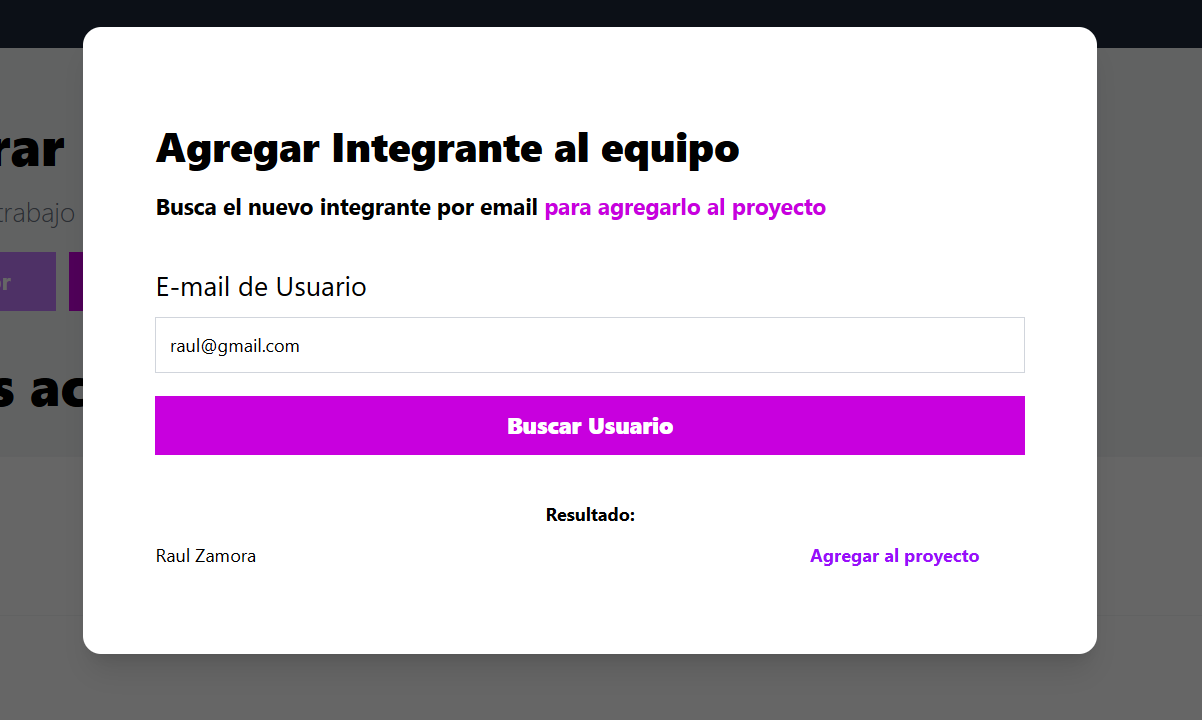 Agregar Integrante al equipo
rar
Busca el nuevo integrante por email para agregarlo al proyecto
trabajo
E-mail de Usuario
r
raul@gmail.com
s ac
Buscar Usuario
Resultado:
Raul Zamora Agregar al proyecto